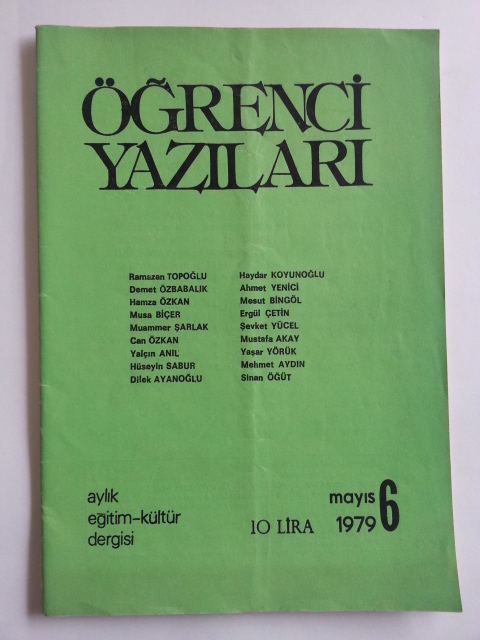 ÖĞRENCİ
YAZILARI
Ramazan TOPOĞLU
Demet ÖZBABALIK
Hamza ÖZKAN
Musa BİÇER
Muammer ŞARLAK
Can ÖZKAN
Yalçın ANIL
Hüseyin SABUR
Dilek AYANOĞLU
Haydar KOYUNOĞLU
Ahmet YENİCİ
Mesut BİNGÖL
Ergül ÇETİN
Şevket YÜCEL
Mustafa AKAY
Yaşar YÖRÜK
Mehmet AYDIN
Sinan ÖĞÜT
aylık
eğitim-kültür
dergisi
10 LİRA
mayıs
1979
6